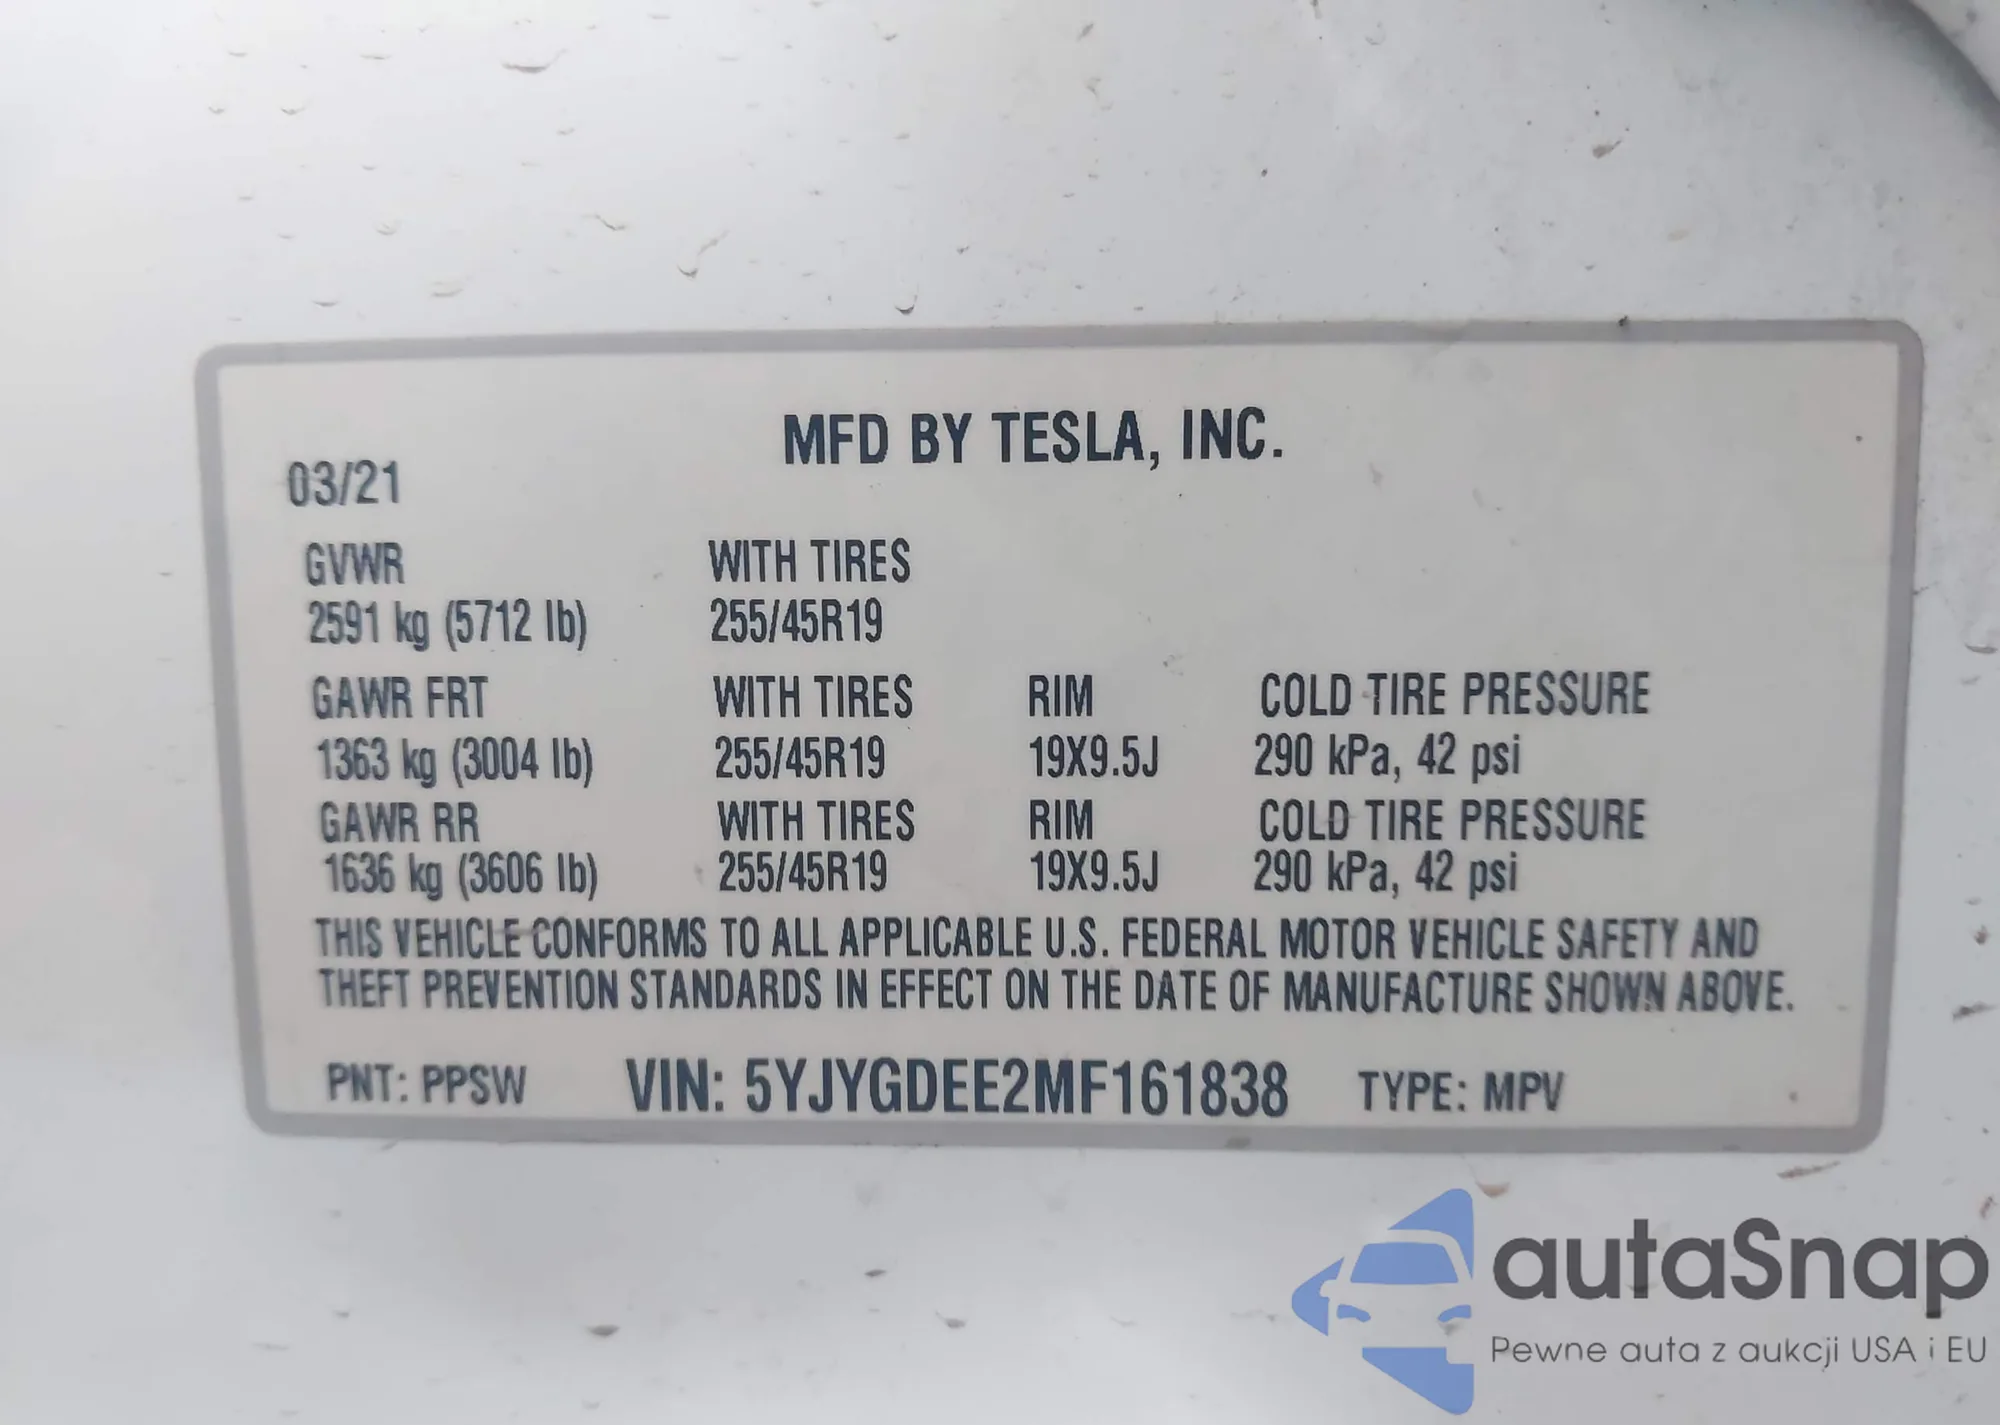 MFD BY TESLA, INC.
03/21
GVWR WITH TIRES
2591 kg (5712 lb) 255/45R19
GAWR FRT WITH TIRES RIM COLD TIRE PRESSURE
1363 kg (3004 lb) 255/45R19 19X9.5J 290 kPa, 42 psi
GAWR RR WITH TIRES RIM COLD TIRE PRESSURE
1636 kg (3606 lb) 255/45R19 19X9.5J 290 kPa, 42 psi
THIS VEHICLE CONFORMS TO ALL APPLICABLE U.S. FEDERAL MOTOR VEHICLE SAFETY AND
THEFT PREVENTION STANDARDS IN EFFECT ON THE DATE OF MANUFACTURE SHOWN ABOVE.
PNT: PPSW VIN: 5YJYGDEE2MF161838 TYPE: MPV
autaSnap
Pewne auta z aukcji USA i EU